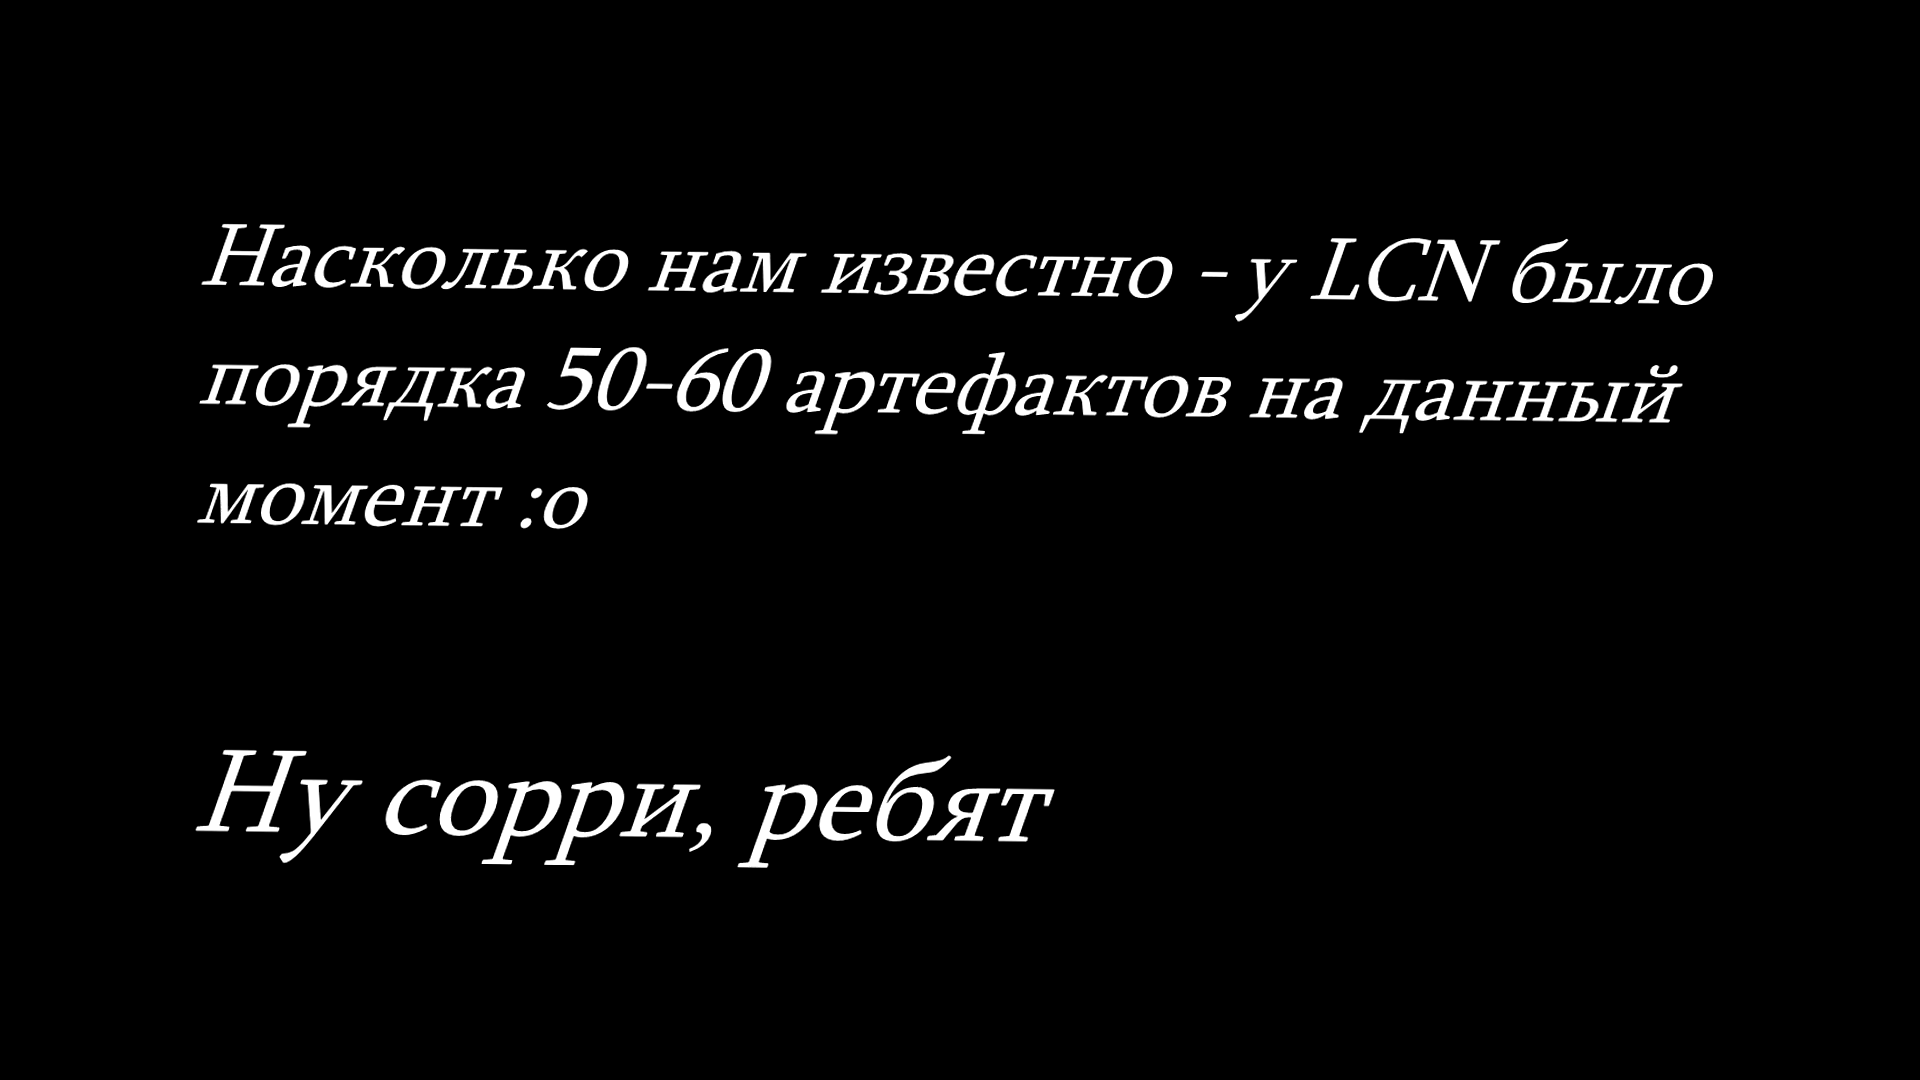 Насколько нам известно - у LCN было
порядка 50-60 артефактов на данный
момент :о
Ну сорри, ребят